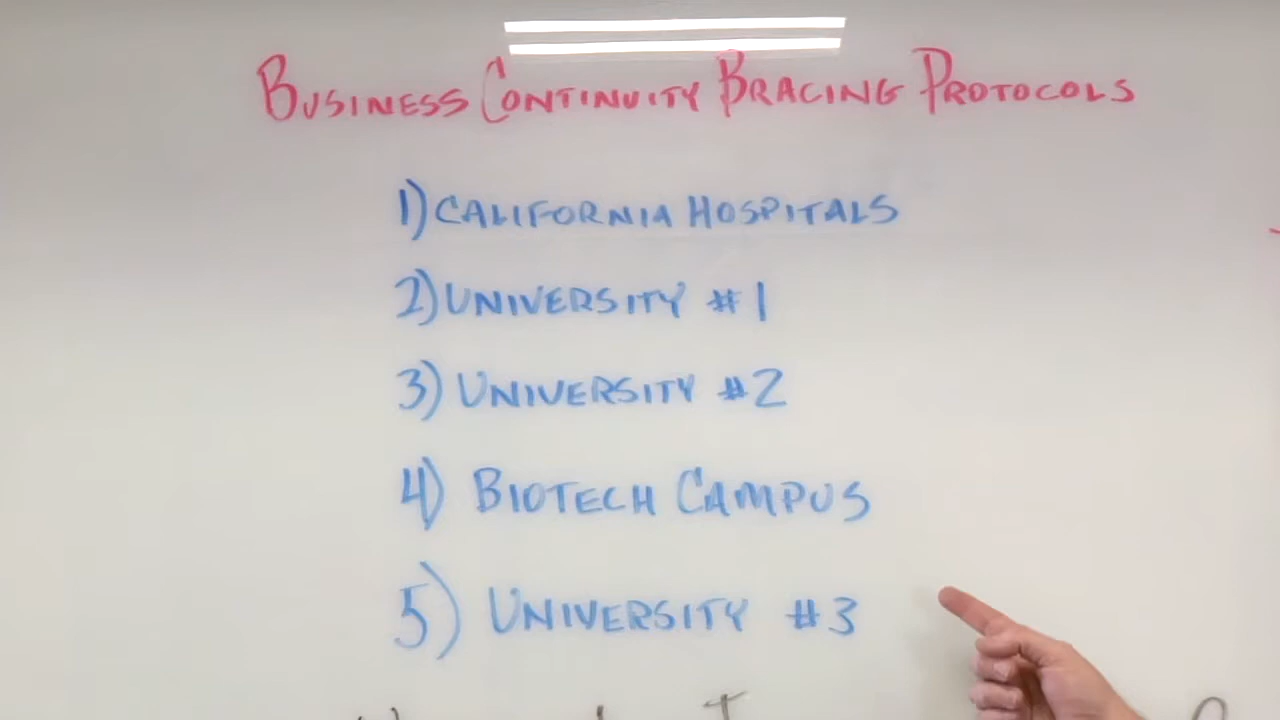 BUSINESS CONTINUITY BRACING PROTOCOLS
1) CALIFORNIA HOSPITALS
2) UNIVERSITY #1
3) UNIVERSITY #2
4) BIOTECH CAMPUS
5) UNIVERSITY #3